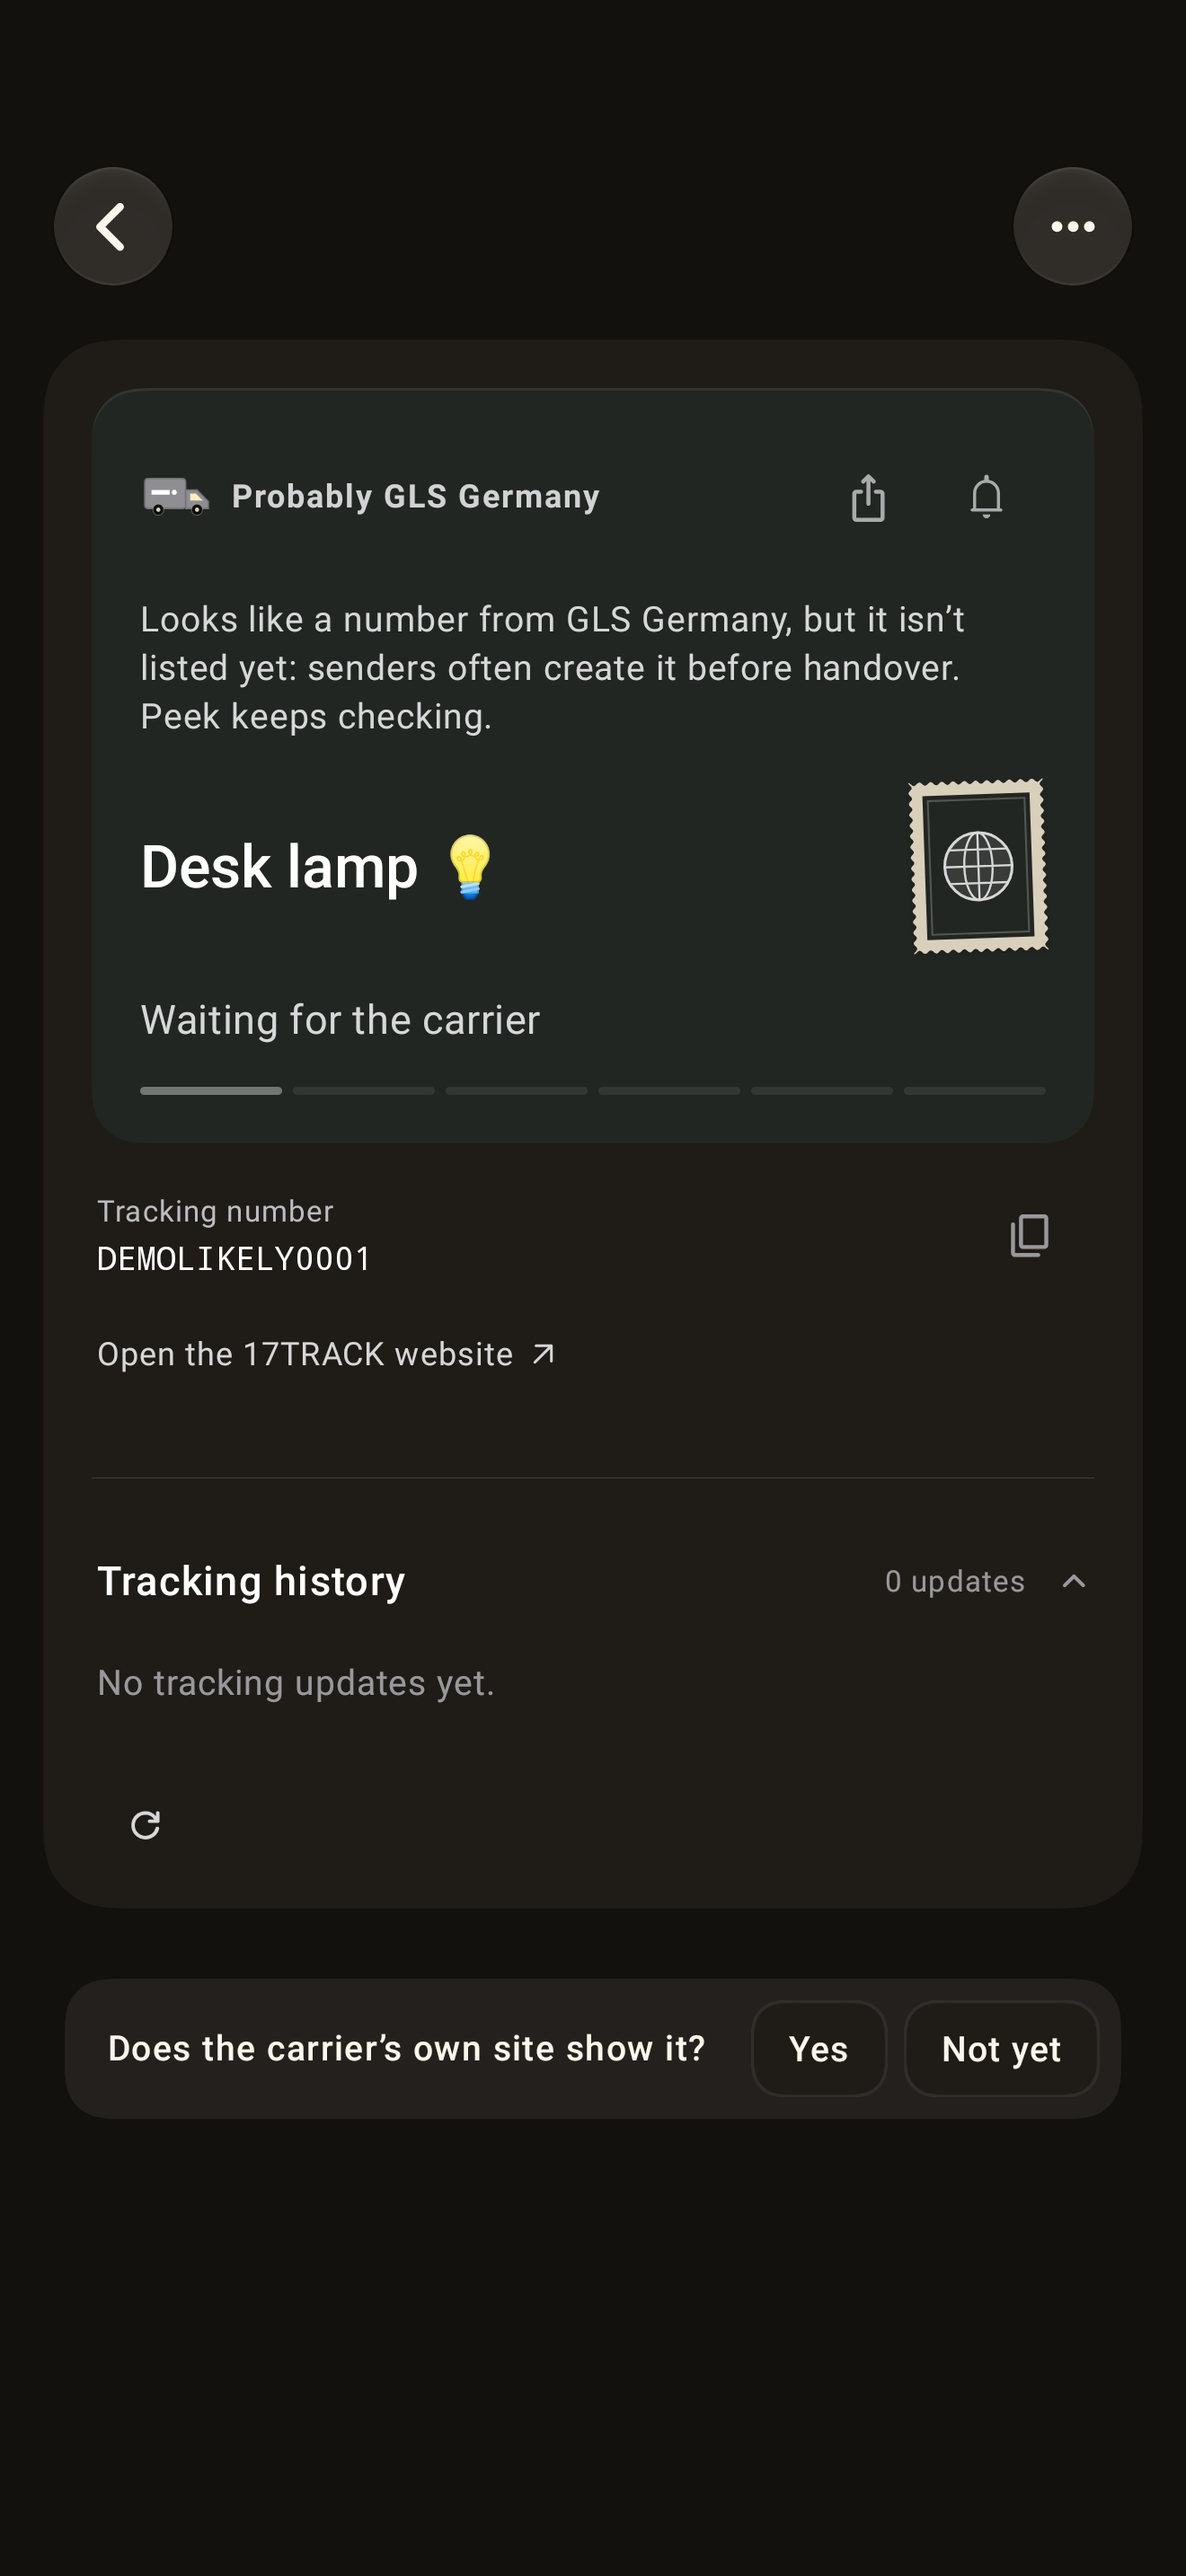 Probably GLS Germany
Looks like a number from GLS Germany, but it isn’t
listed yet: senders often create it before handover.
Peek keeps checking.
Desk lamp 💡
Waiting for the carrier
Tracking number
DEMOLIKELY0001
Open the 17TRACK website ↗
Tracking history
0 updates
No tracking updates yet.
Does the carrier’s own site show it?
Yes
Not yet